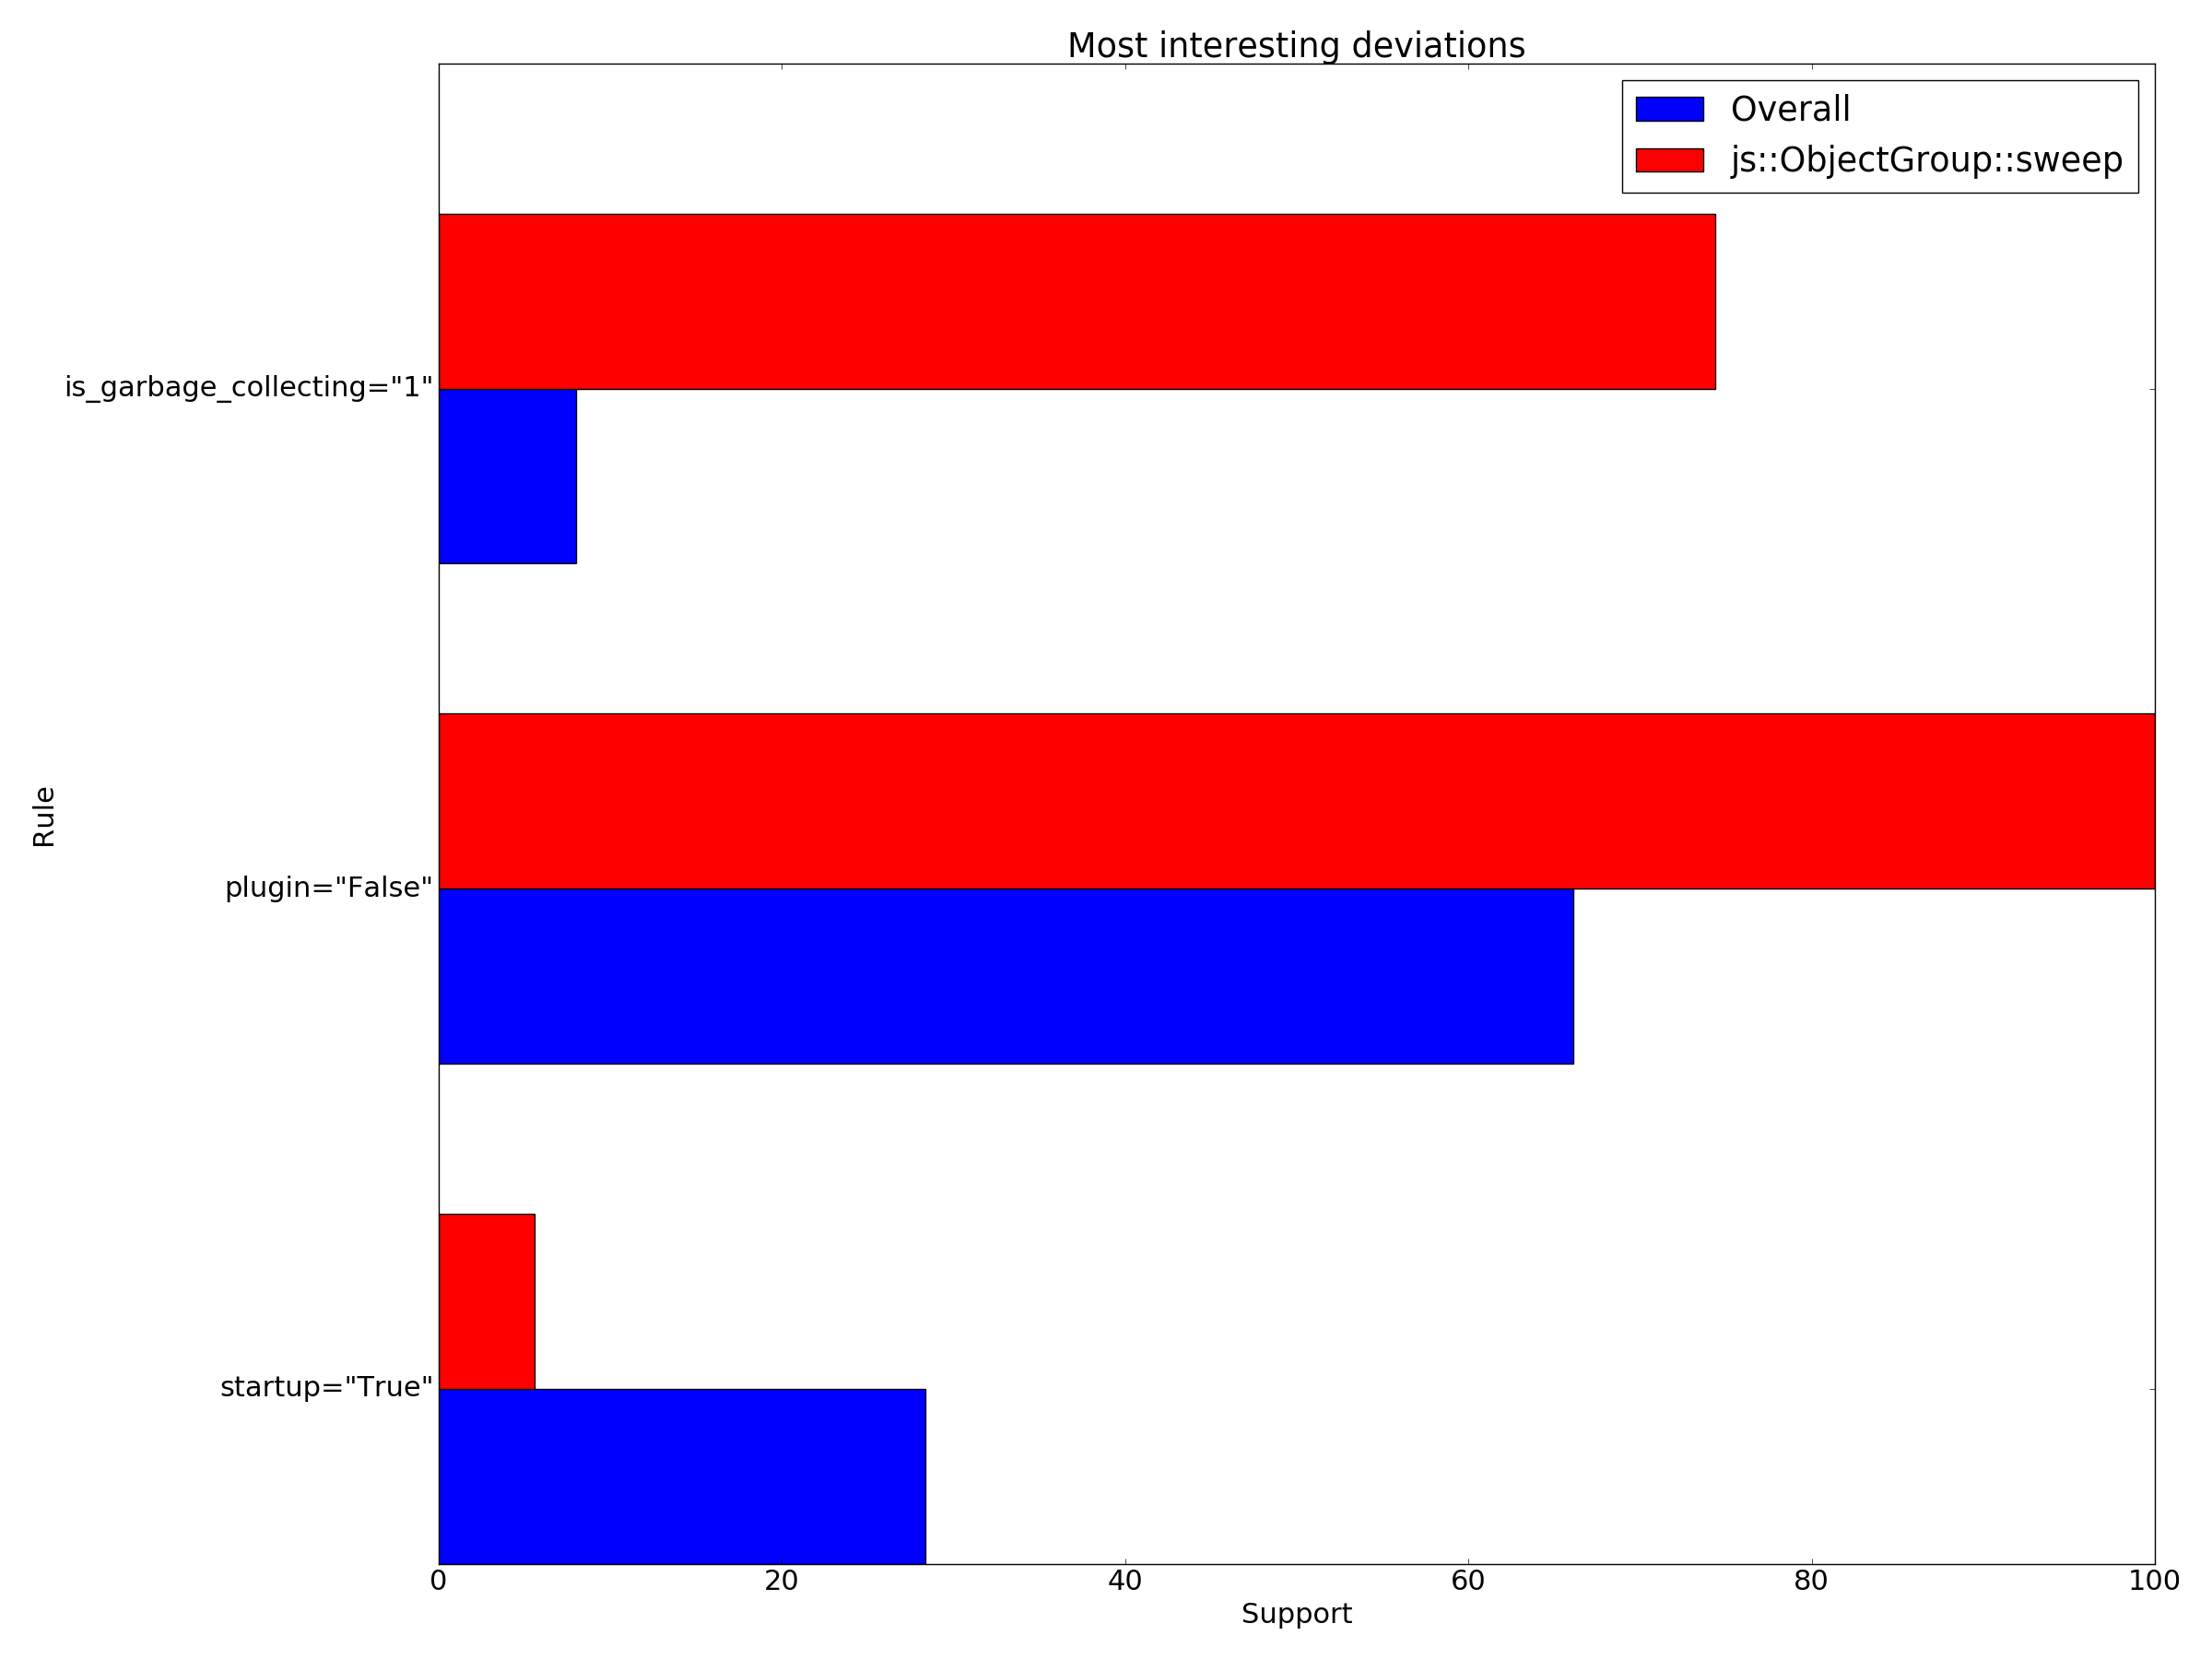 Most interesting deviations
Overall
js::ObjectGroup::sweep
is_garbage_collecting="1"
plugin="False"
startup="True"
Rule
0 20 40 60 80 100
Support